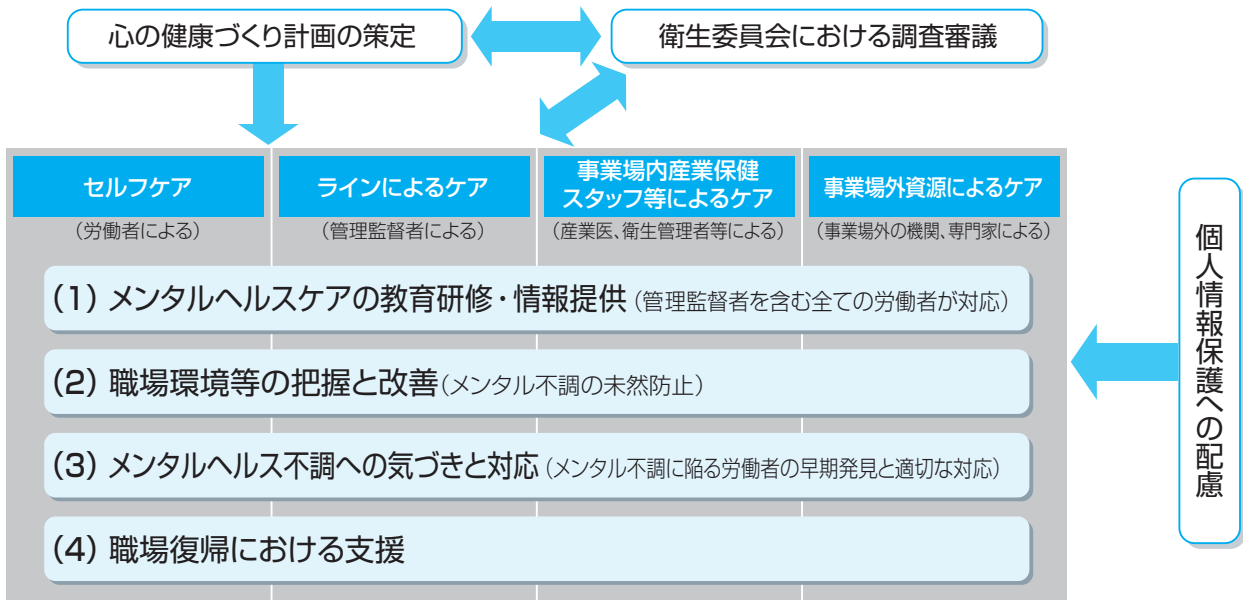 心の健康づくり計画の策定
衛生委員会における調査審議
セルフケア
(労働者による)
ラインによるケア
(管理監督者による)
事業場内産業保健
スタッフ等によるケア
(産業医、衛生管理者等による)
事業場外資源によるケア
(事業場外の機関、専門家による)
(1) メンタルヘルスケアの教育研修・情報提供(管理監督者を含む全ての労働者が対応)
(2) 職場環境等の把握と改善(メンタル不調の未然防止)
(3) メンタルヘルス不調への気づきと対応(メンタル不調に陥る労働者の早期発見と適切な対応)
(4) 職場復帰における支援
個人情報保護への配慮